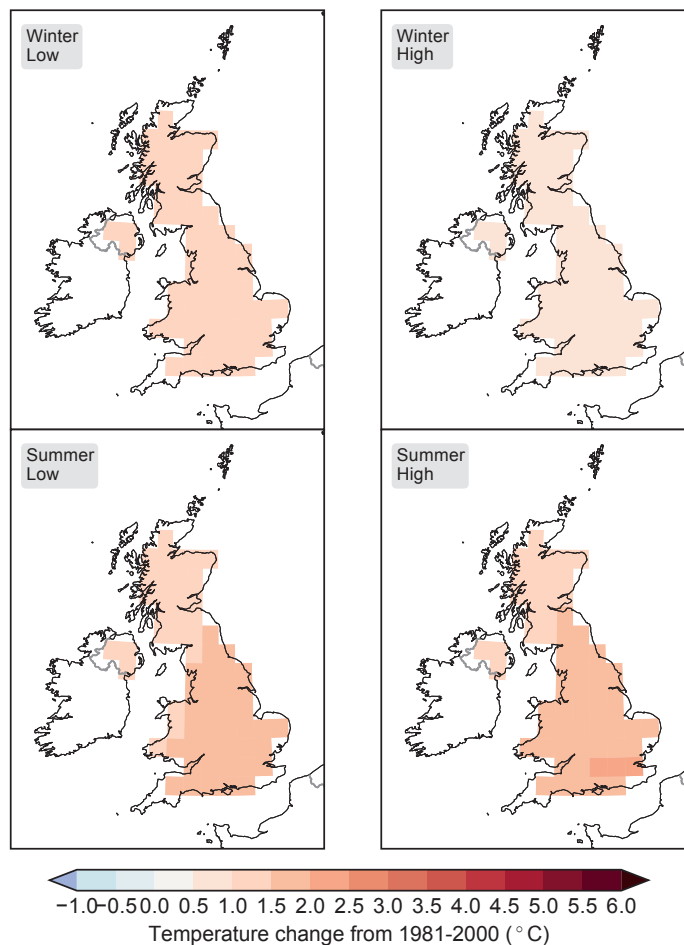 Winter
Low
Winter
High
Summer
Low
Summer
High
−1.0−0.5 0.0 0.5 1.0 1.5 2.0 2.5 3.0 3.5 4.0 4.5 5.0 5.5 6.0
Temperature change from 1981-2000 (°C)